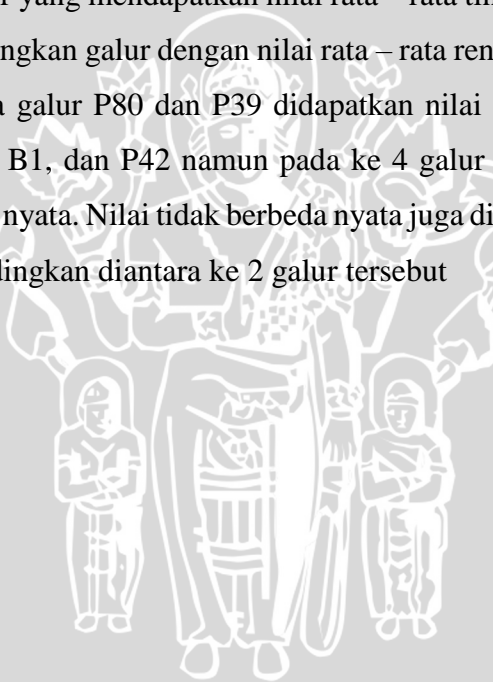 yang mendapatkan nilai rata – rata
ngkan galur dengan nilai rata – rata ren
galur P80 dan P39 didapatkan nilai
B1, dan P42 namun pada ke 4 galur
nyata. Nilai tidak berbeda nyata juga di
dingkan diantara ke 2 galur tersebut